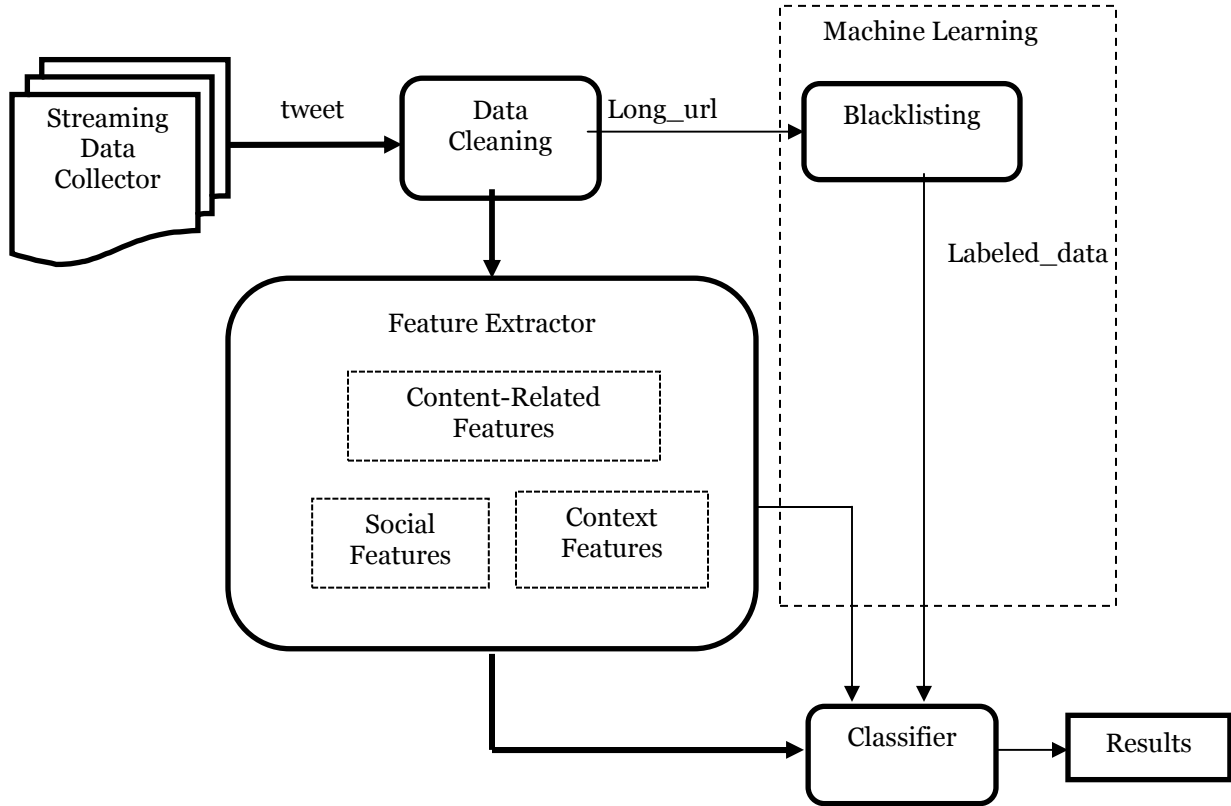 Machine Learning
Streaming
Data
Collector
tweet
Data
Cleaning
Long_url
Blacklisting
Labeled_data
Feature Extractor
Content-Related
Features
Social
Features
Context
Features
Classifier
Results